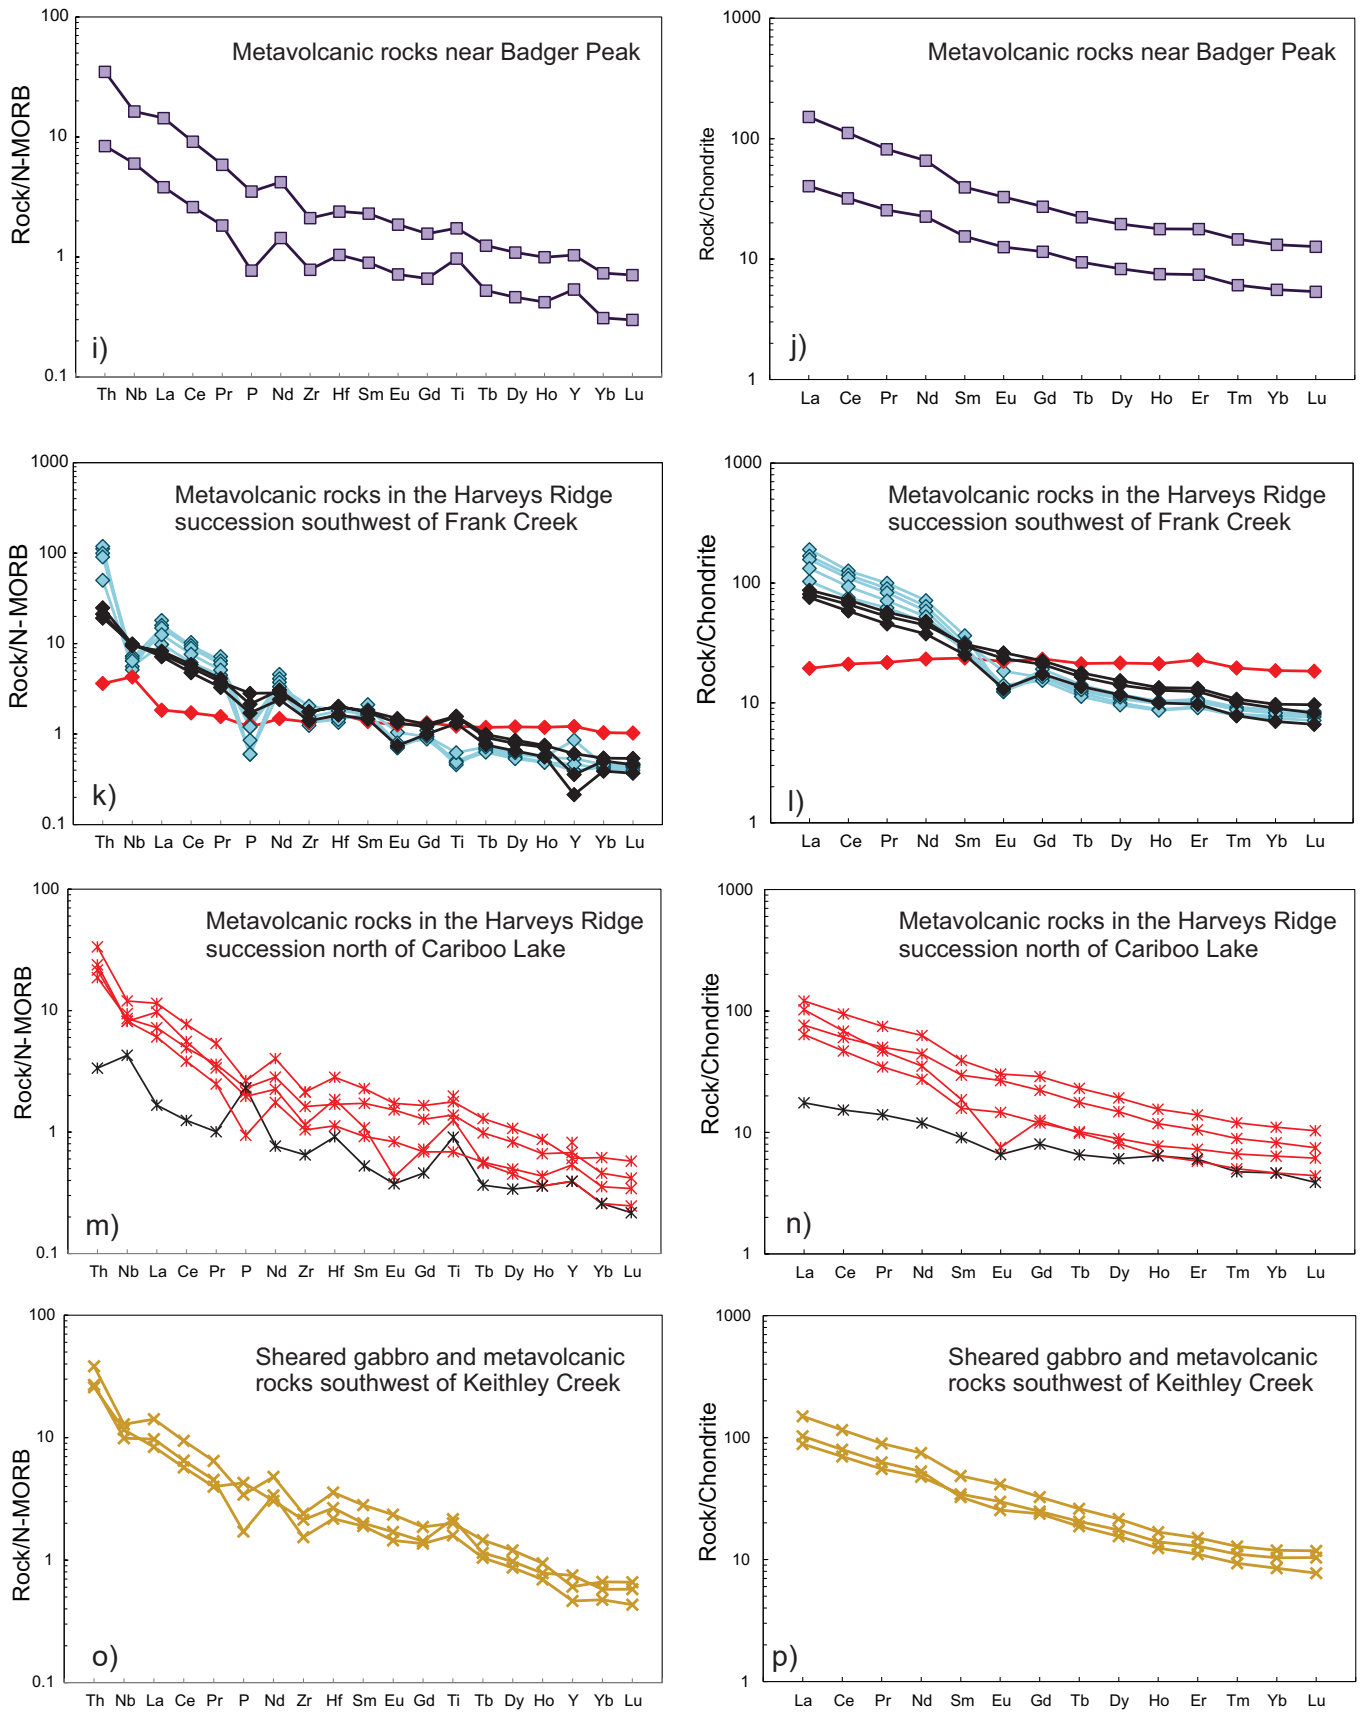 100
10
1
0.1
Rock/N-MORB
Metavolcanic rocks near Badger Peak
i)
Th Nb La Ce Pr P Nd Zr Hf Sm Eu Gd Ti Tb Dy Ho Y Yb Lu
1000
100
10
1
Rock/Chondrite
Metavolcanic rocks near Badger Peak
j)
La Ce Pr Nd Sm Eu Gd Tb Dy Ho Er Tm Yb Lu
1000
100
10
1
0.1
Rock/N-MORB
Metavolcanic rocks in the Harveys Ridge
succession southwest of Frank Creek
k)
Th Nb La Ce Pr P Nd Zr Hf Sm Eu Gd Ti Tb Dy Ho Y Yb Lu
1000
100
10
1
Rock/Chondrite
Metavolcanic rocks in the Harveys Ridge
succession southwest of Frank Creek
l)
La Ce Pr Nd Sm Eu Gd Tb Dy Ho Er Tm Yb Lu
100
10
1
0.1
Rock/N-MORB
Metavolcanic rocks in the Harveys Ridge
succession north of Cariboo Lake
m)
Th Nb La Ce Pr P Nd Zr Hf Sm Eu Gd Ti Tb Dy Ho Y Yb Lu
1000
100
10
1
Rock/Chondrite
Metavolcanic rocks in the Harveys Ridge
succession north of Cariboo Lake
n)
La Ce Pr Nd Sm Eu Gd Tb Dy Ho Er Tm Yb Lu
100
10
1
0.1
Rock/N-MORB
Sheared gabbro and metavolcanic
rocks southwest of Keithley Creek
o)
Th Nb La Ce Pr P Nd Zr Hf Sm Eu Gd Ti Tb Dy Ho Y Yb Lu
1000
100
10
1
Rock/Chondrite
Sheared gabbro and metavolcanic
rocks southwest of Keithley Creek
p)
La Ce Pr Nd Sm Eu Gd Tb Dy Ho Er Tm Yb Lu